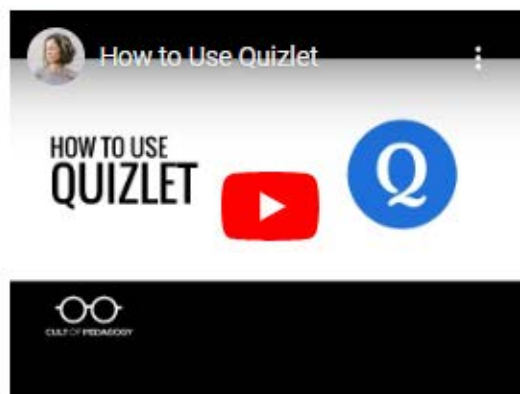 How to Use Quizlet
HOW TO USE
QUIZLET
Q
CULT OF PEDAGOGY